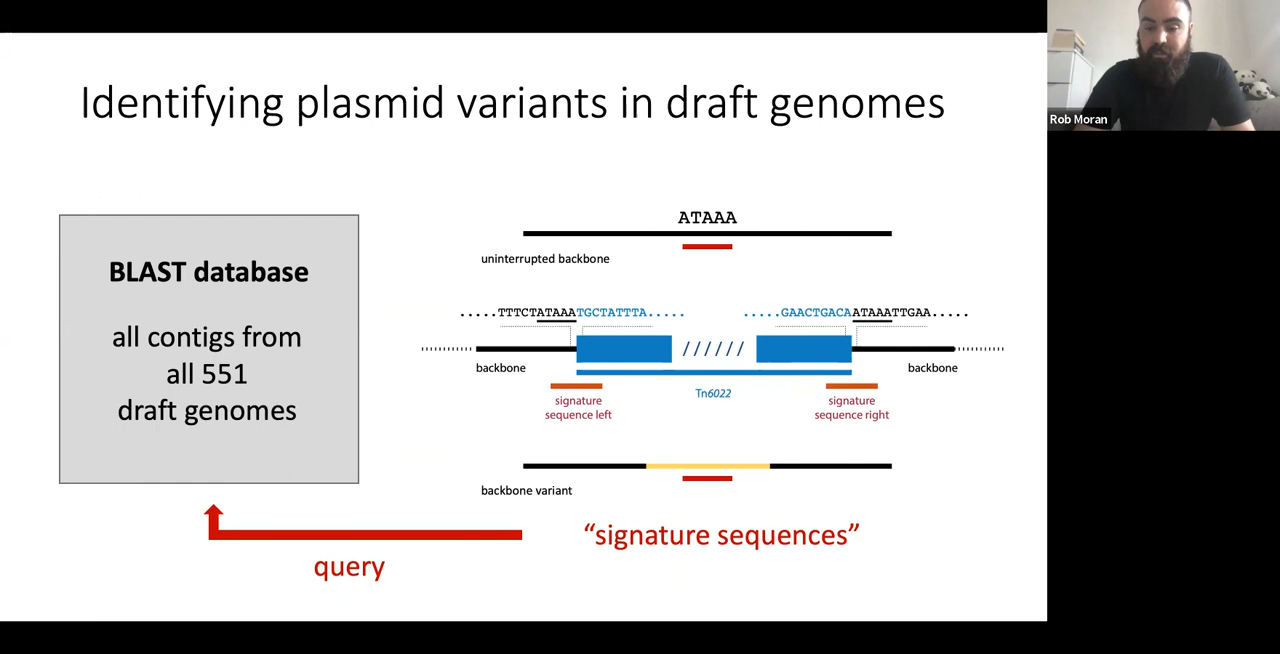 Identifying plasmid variants in draft genomes
Rob Moran
BLAST database
all contigs from
all 551
draft genomes
ATAAA
uninterrupted backbone
.....TTTCTATAAATGCTATTTA.....
.....GAACTGACAATAAATTGAA.....
//////
backbone
backbone
Tn6022
signature
sequence left
signature
sequence right
backbone variant
“signature sequences”
query